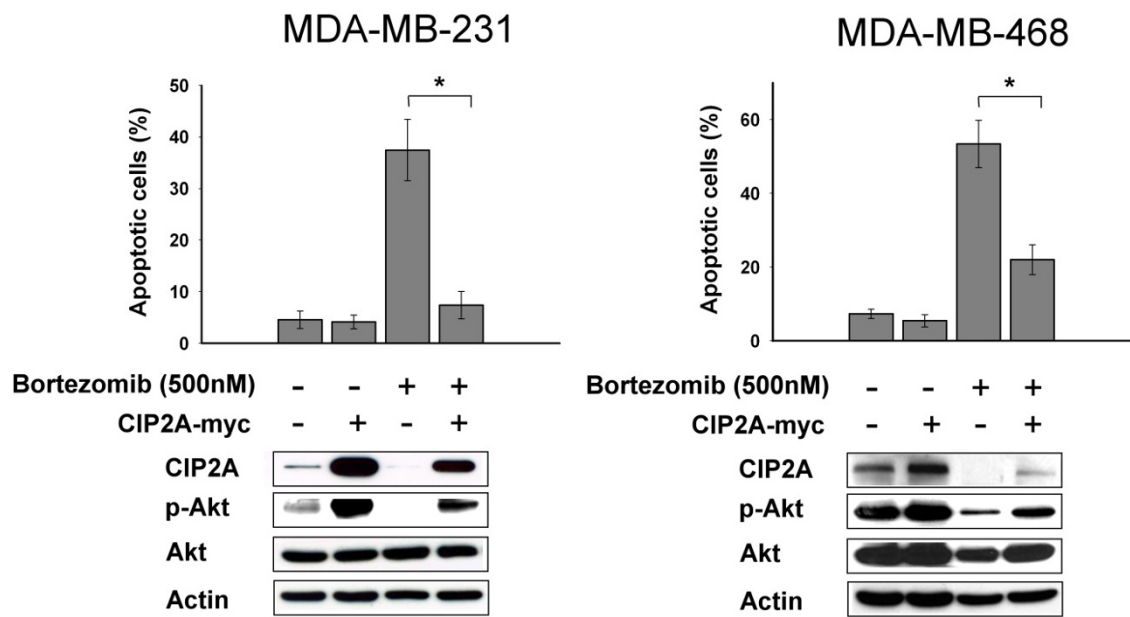 MDA-MB-231
Apoptotic cells (%)
50
40
30
20
10
0
*
Bortezomib (500nM) - - + +
CIP2A-myc - + - +
CIP2A
p-Akt
Akt
Actin
MDA-MB-468
Apoptotic cells (%)
60
40
20
0
*
Bortezomib (500nM) - - + +
CIP2A-myc - + - +
CIP2A
p-Akt
Akt
Actin